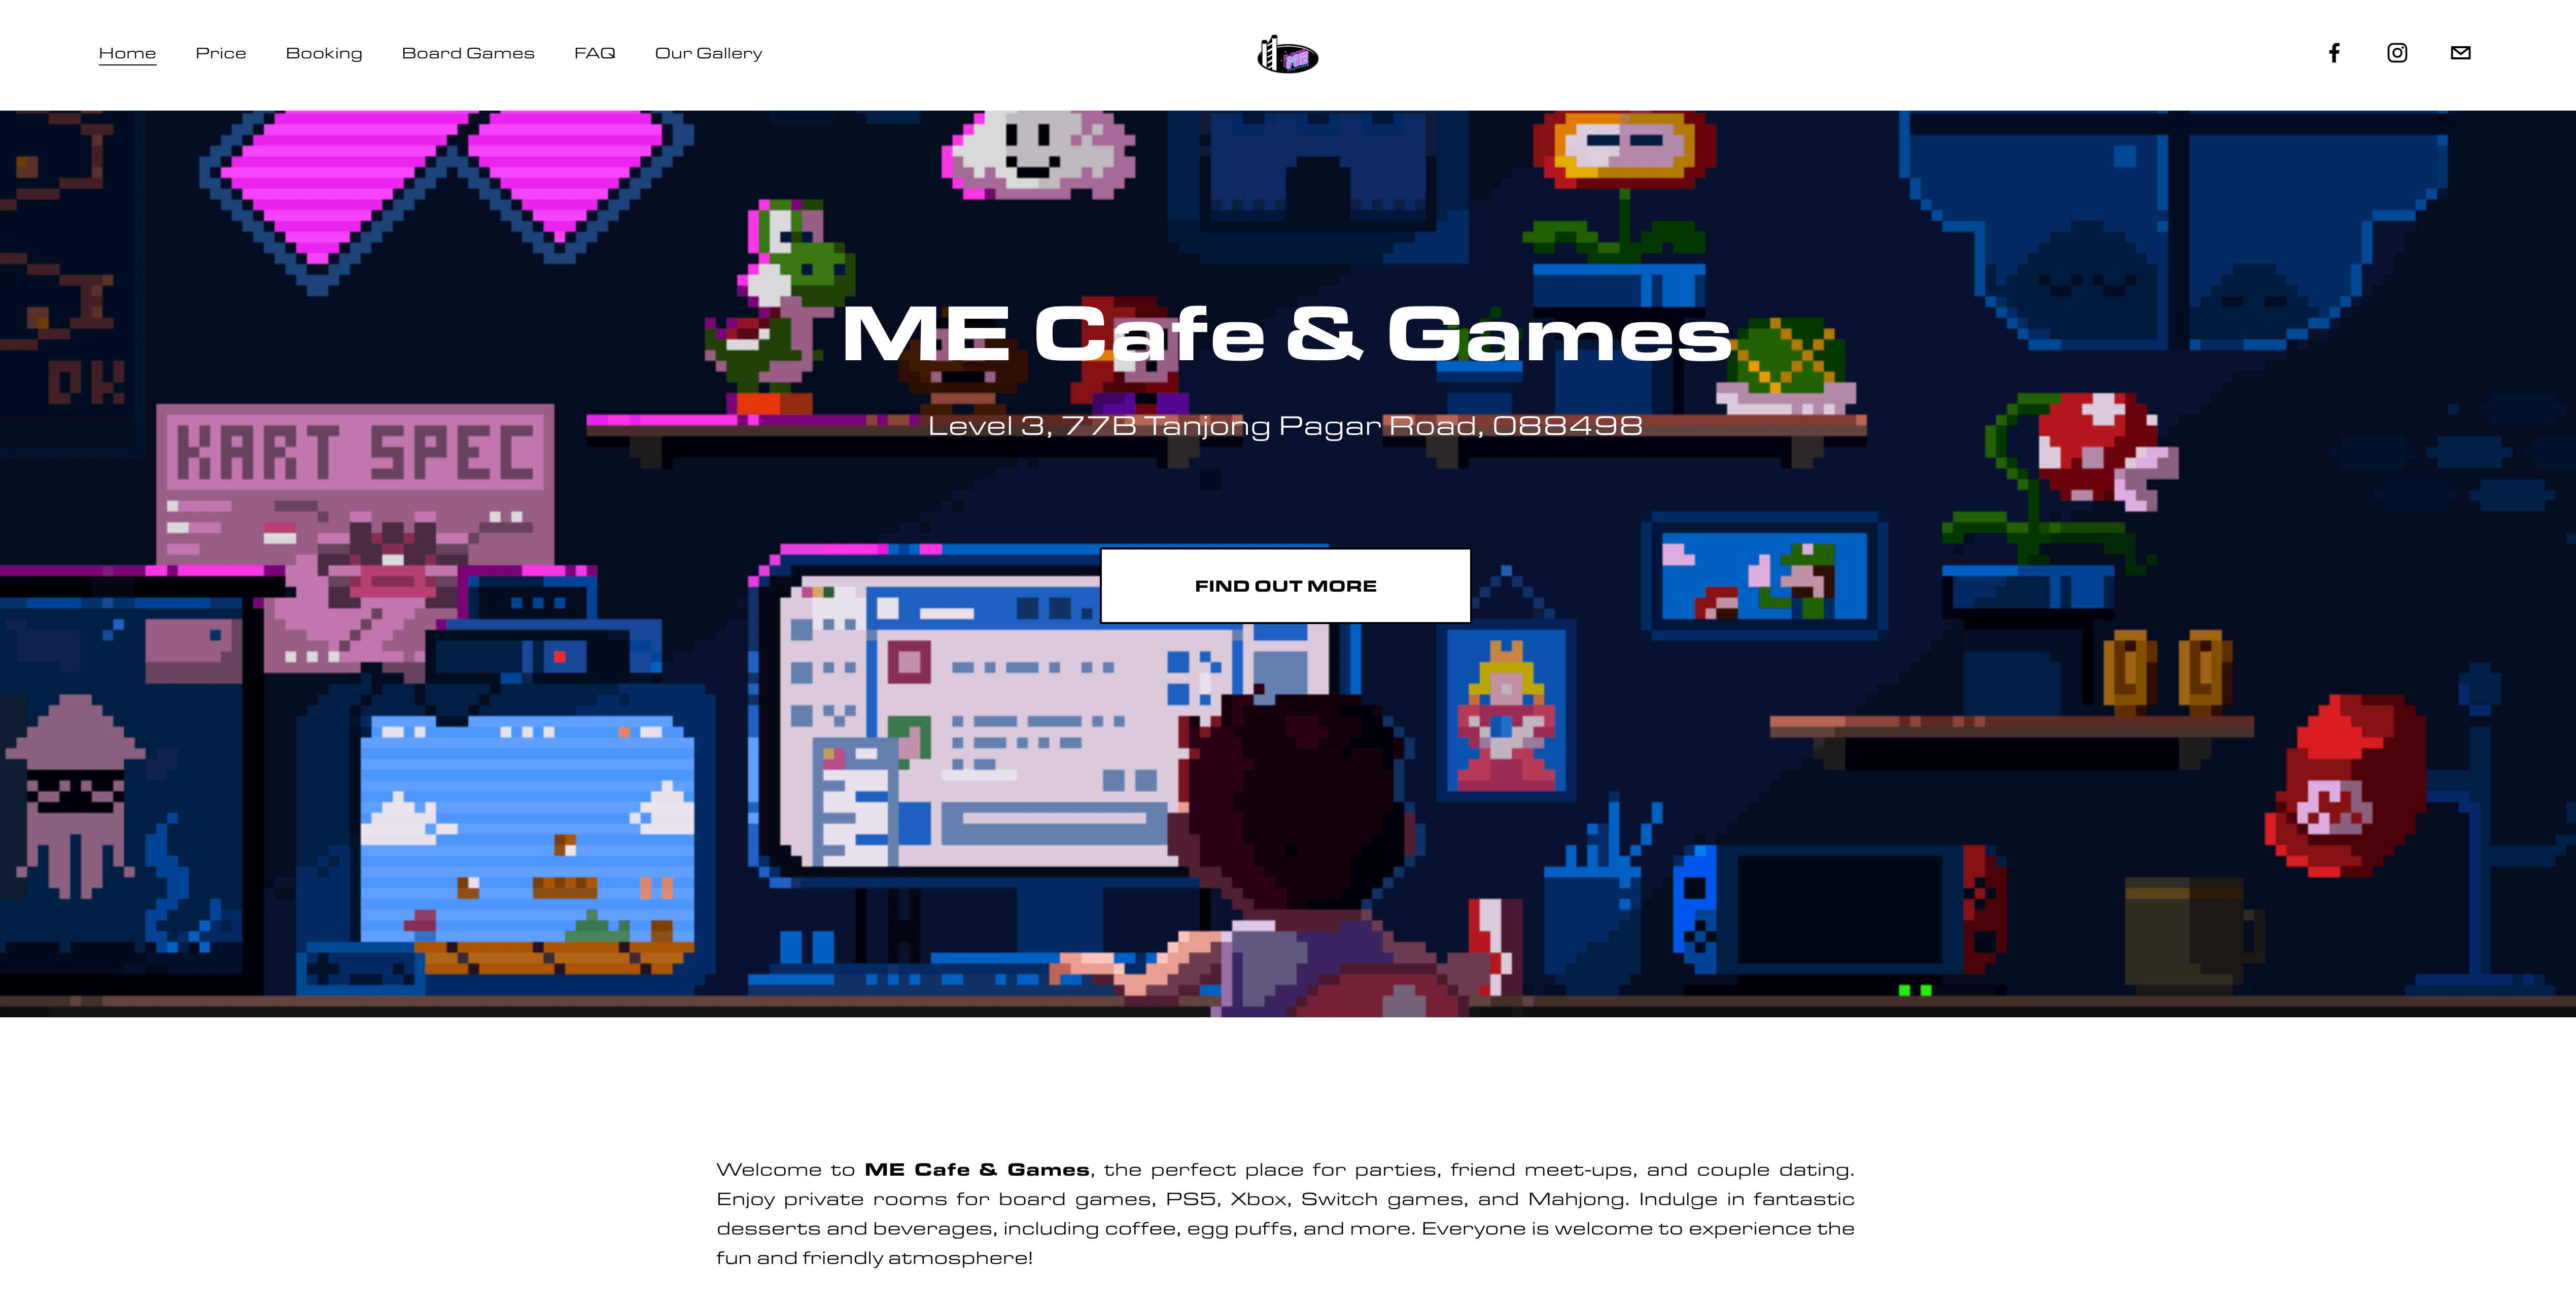 Home Price Booking Board Games FAQ Our Gallery
ME
ME Cafe & Games
Level 3, 77B Tanjong Pagar Road, 088498
DK
KART SPEC
FIND OUT MORE
Welcome to ME Cafe & Games, the perfect place for parties, friend meet-ups, and couple dating.
Enjoy private rooms for board games, PS5, Xbox, Switch games, and Mahjong. Indulge in fantastic
desserts and beverages, including coffee, egg puffs, and more. Everyone is welcome to experience the
fun and friendly atmosphere!